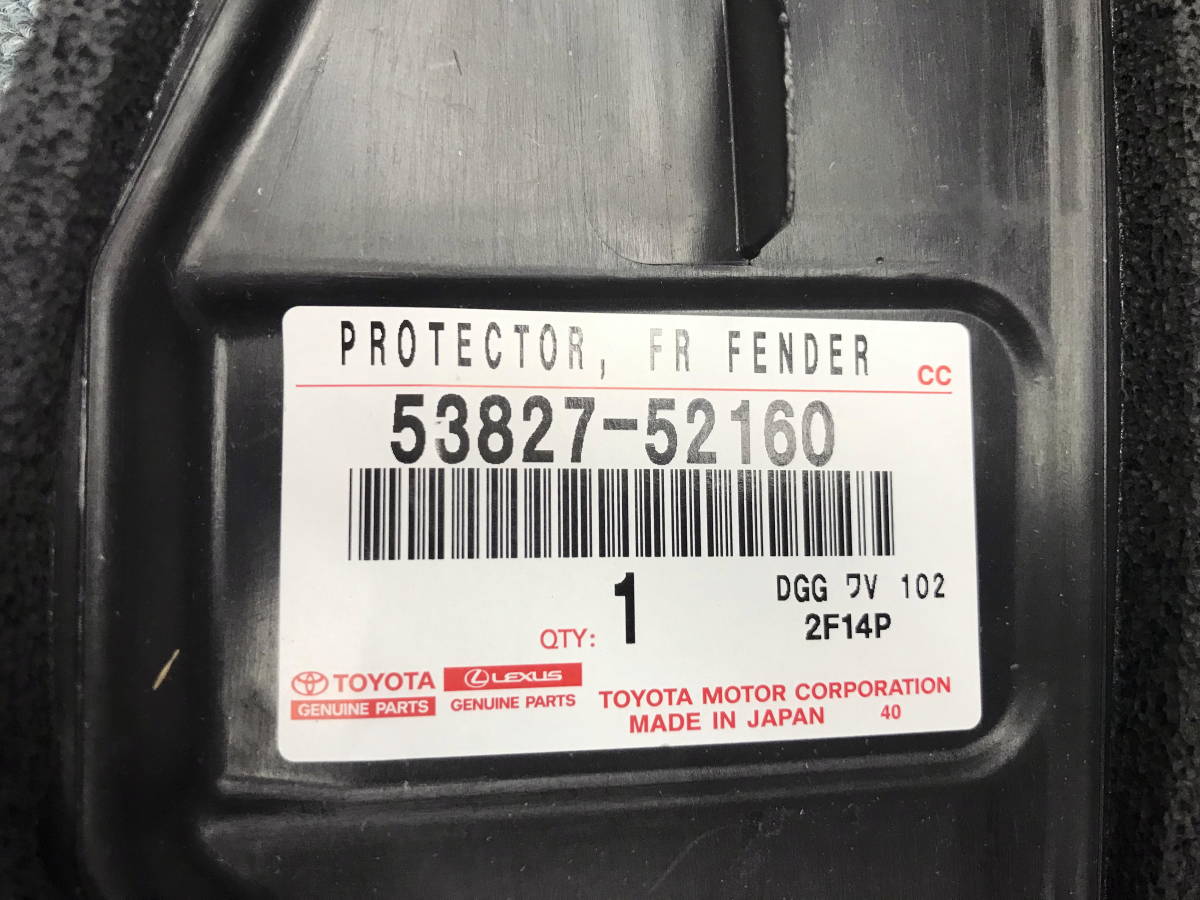 PROTECTOR, FR FENDER
CC
53827-52160
QTY: 1
DGG ワV 102
2F14P
TOYOTA
GENUINE PARTS
LEXUS
GENUINE PARTS
TOYOTA MOTOR CORPORATION
MADE IN JAPAN 40